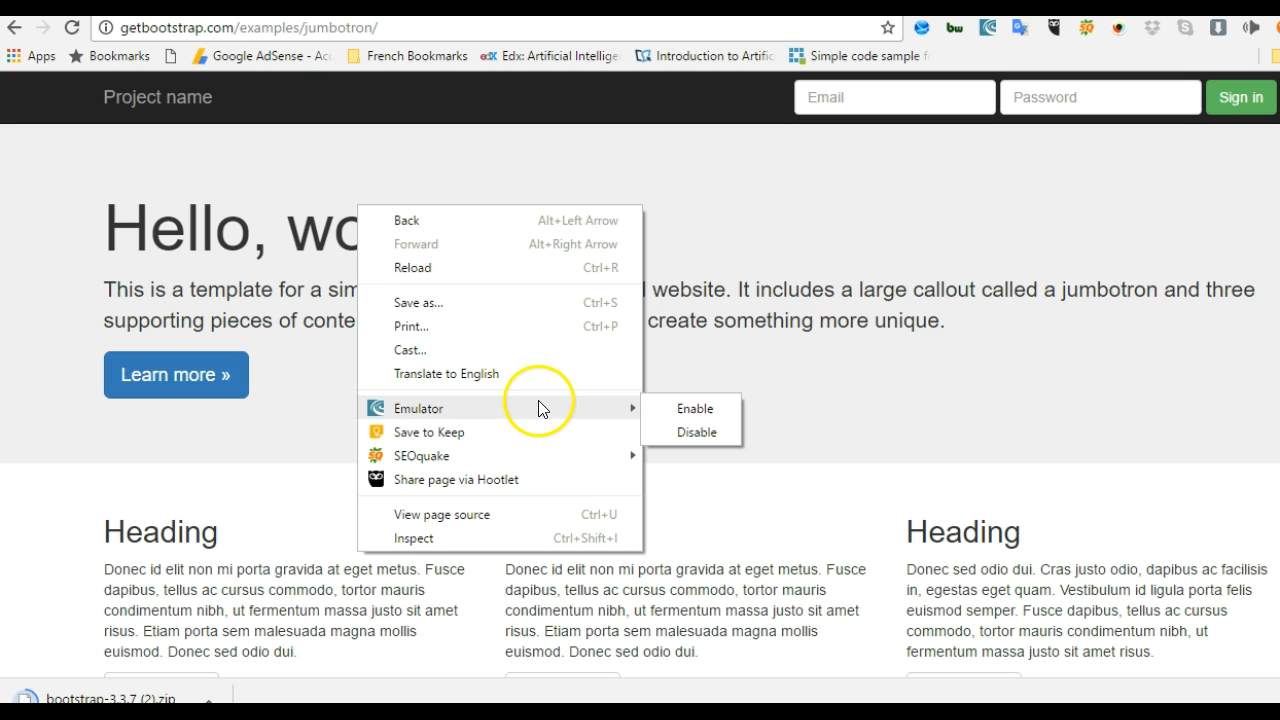 getbootstrap.com/examples/jumbotron/
bw
Apps Bookmarks Google AdSense - Ac French Bookmarks edX Edx: Artificial Intellige Introduction to Artific Simple code sample f
Project name Email Password Sign in
Hello, wo
This is a template for a sim l website. It includes a large callout called a jumbotron and three
supporting pieces of conte create something more unique.
Learn more »
Back Alt+Left Arrow
Forward Alt+Right Arrow
Reload Ctrl+R
Save as... Ctrl+S
Print... Ctrl+P
Cast...
Translate to English
Emulator
Save to Keep
SEOquake
Share page via Hootlet
View page source Ctrl+U
Inspect Ctrl+Shift+I
Enable
Disable
Heading
Donec id elit non mi porta gravida at eget metus. Fusce
dapibus, tellus ac cursus commodo, tortor mauris
condimentum nibh, ut fermentum massa justo sit amet
risus. Etiam porta sem malesuada magna mollis
euismod. Donec sed odio dui.
Donec id elit non mi porta gravida at eget metus. Fusce
dapibus, tellus ac cursus commodo, tortor mauris
condimentum nibh, ut fermentum massa justo sit amet
risus. Etiam porta sem malesuada magna mollis
euismod. Donec sed odio dui.
Heading
Donec sed odio dui. Cras justo odio, dapibus ac facilisis
in, egestas eget quam. Vestibulum id ligula porta felis
euismod semper. Fusce dapibus, tellus ac cursus
commodo, tortor mauris condimentum nibh, ut
fermentum massa justo sit amet risus.
bootstrap-3.3.7 (2).zip